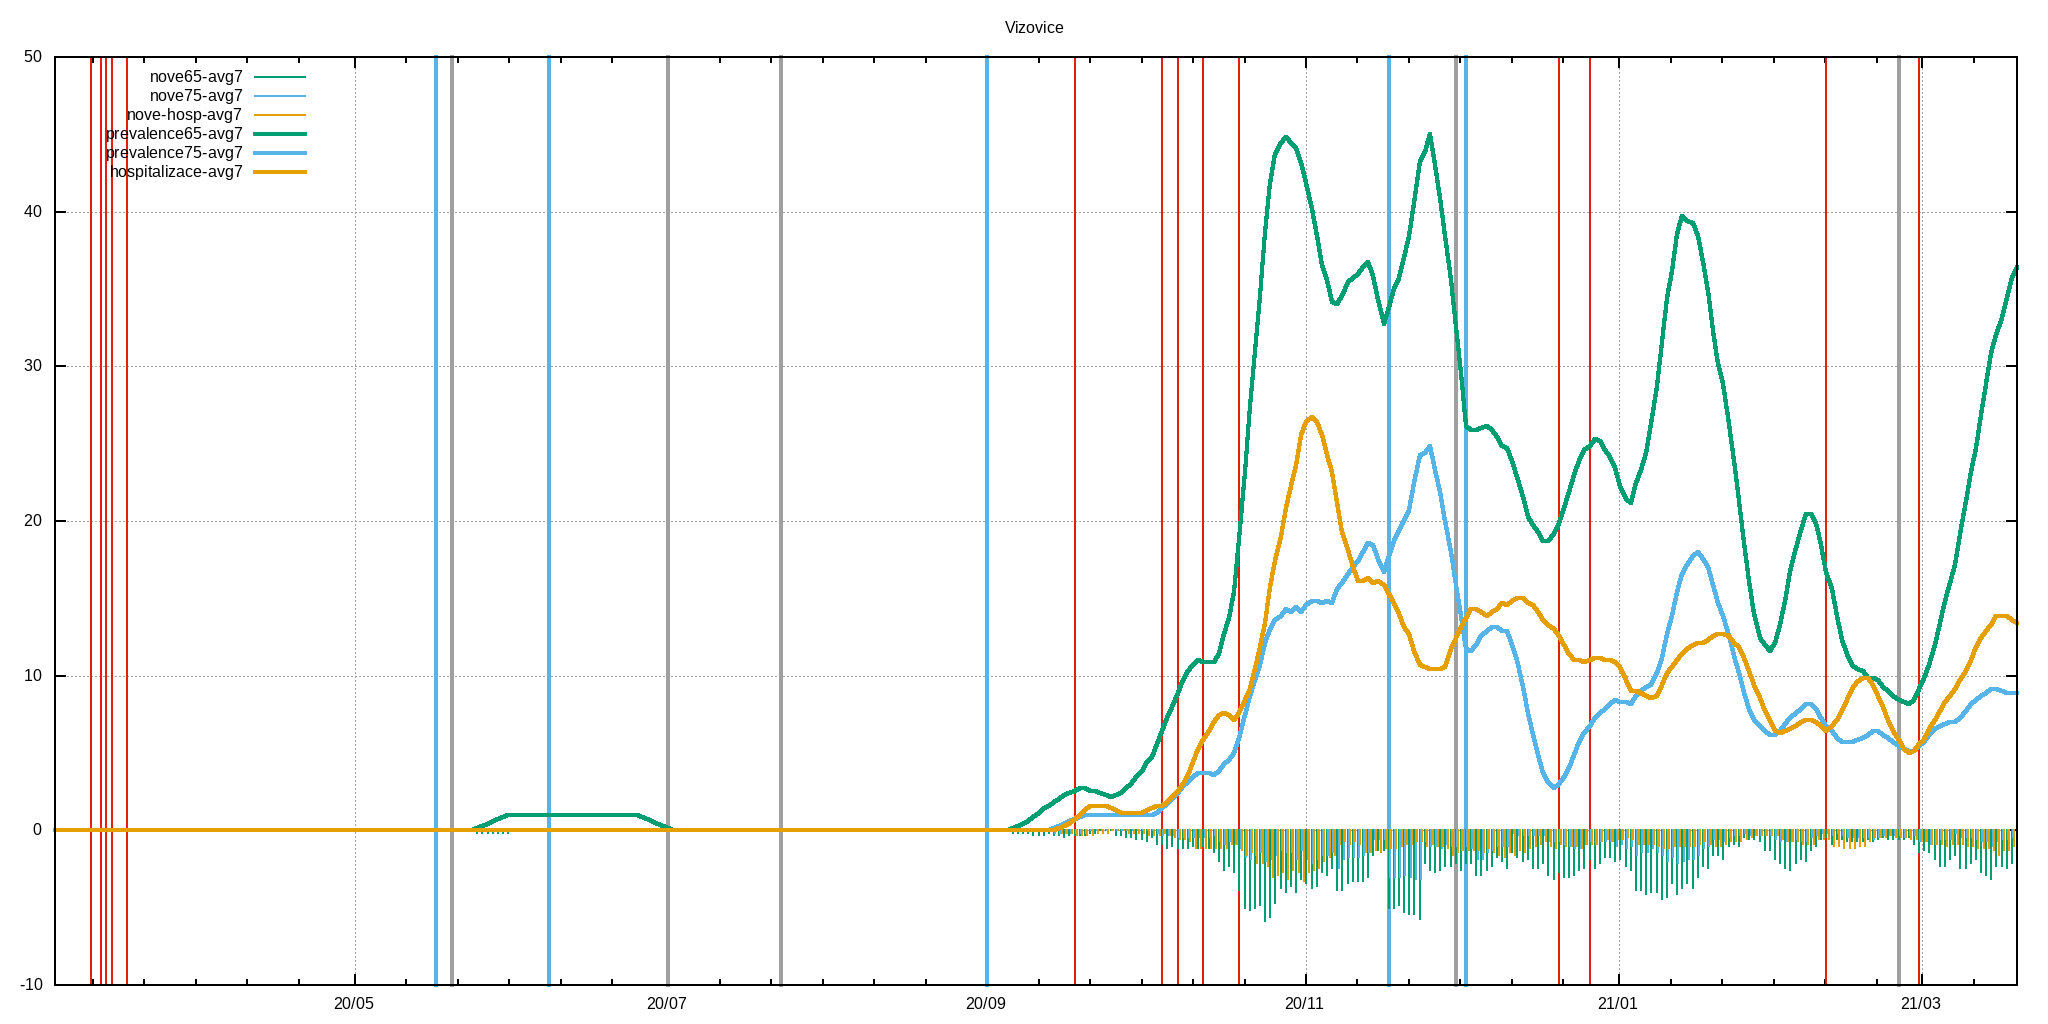 Vizovice
50
nove65-avg7
nove75-avg7
nove-hosp-avg7
prevalence65-avg7
prevalence75-avg7
hospitalizace-avg7
40
30
20
10
0
-10
20/05 20/07 20/09 20/11 21/01 21/03